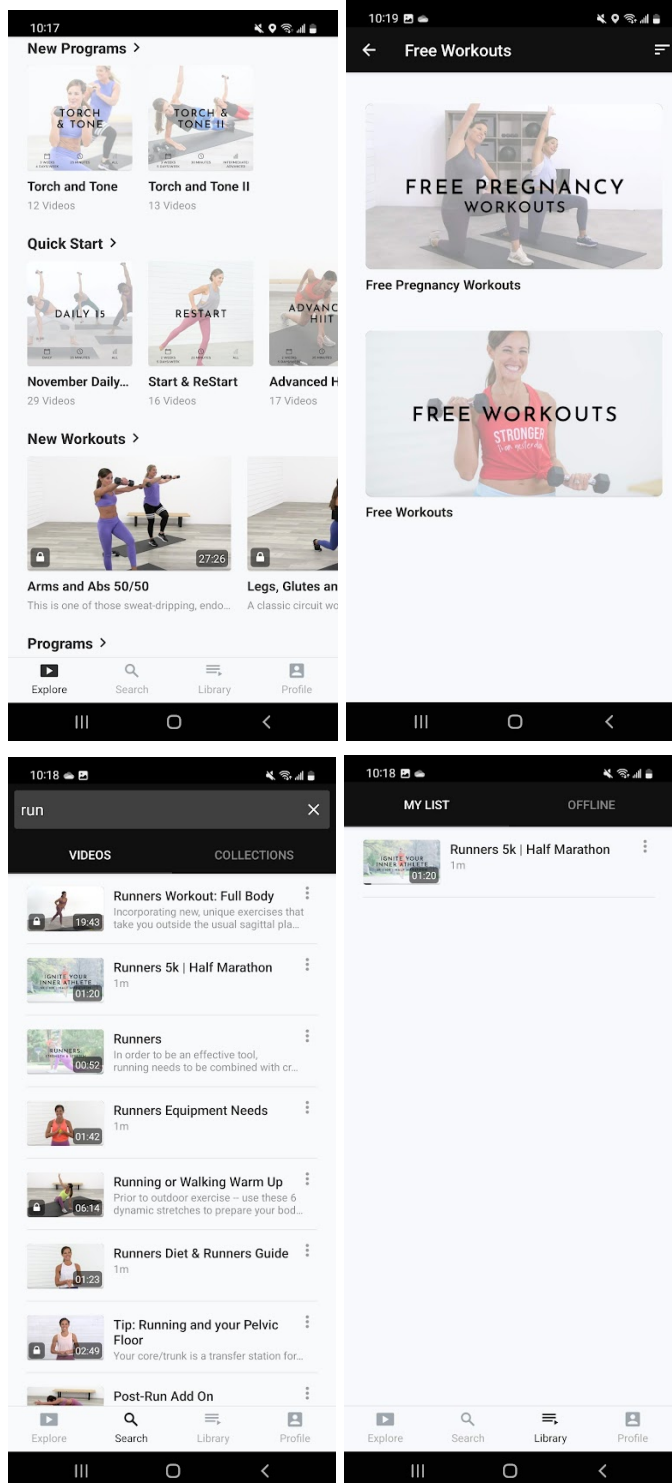 10:17
New Programs >
TORCH
& TONE
TORCH &
TONE II
Torch and Tone
12 Videos
Torch and Tone II
13 Videos
Quick Start >
DAILY 15
RESTART
ADVANC
HIIT
November Daily...
29 Videos
Start & ReStart
16 Videos
Advanced H
17 Videos
New Workouts >
27:26
Arms and Abs 50/50
This is one of those sweat-dripping, endo...
Legs, Glutes an
A classic circuit wo
Programs >
Explore
Search
Library
Profile
10:19
Free Workouts
FREE PREGNANCY
WORKOUTS
Free Pregnancy Workouts
FREE WORKOUTS
STRONGER
Free Workouts
10:18
run
VIDEOS
COLLECTIONS
19:43
Runners Workout: Full Body
Incorporating new, unique exercises that
take you outside the usual sagittal pla...
IGNITE YOUR
INNER ATHLETE
01:20
Runners 5k | Half Marathon
1m
RUNNERS
00:52
Runners
In order to be an effective tool,
running needs to be combined with cr...
01:42
Runners Equipment Needs
1m
06:14
Running or Walking Warm Up
Prior to outdoor exercise – use these 6
dynamic stretches to prepare your bod...
01:23
Runners Diet & Runners Guide
1m
02:49
Tip: Running and your Pelvic
Floor
Your core/trunk is a transfer station for...
Post-Run Add On
Explore
Search
Library
Profile
10:18
MY LIST
OFFLINE
IGNITE YOUR
INNER ATHLETE
01:20
Runners 5k | Half Marathon
1m
Explore
Search
Library
Profile